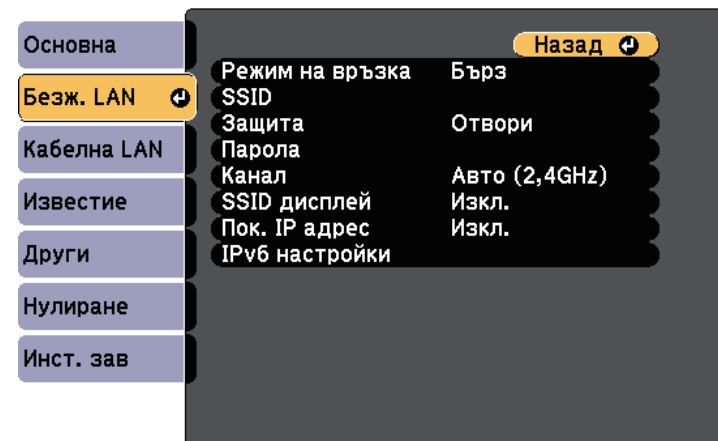 Основна
Безж. LAN
Кабелна LAN
Известие
Други
Нулиране
Инст. зав
Назад
Режим на връзка Бърз
SSID
Защита Отвори
Парола
Канал Авто (2,4GHz)
SSID дисплей Изкл.
Пок. IP адрес Изкл.
IPv6 настройки